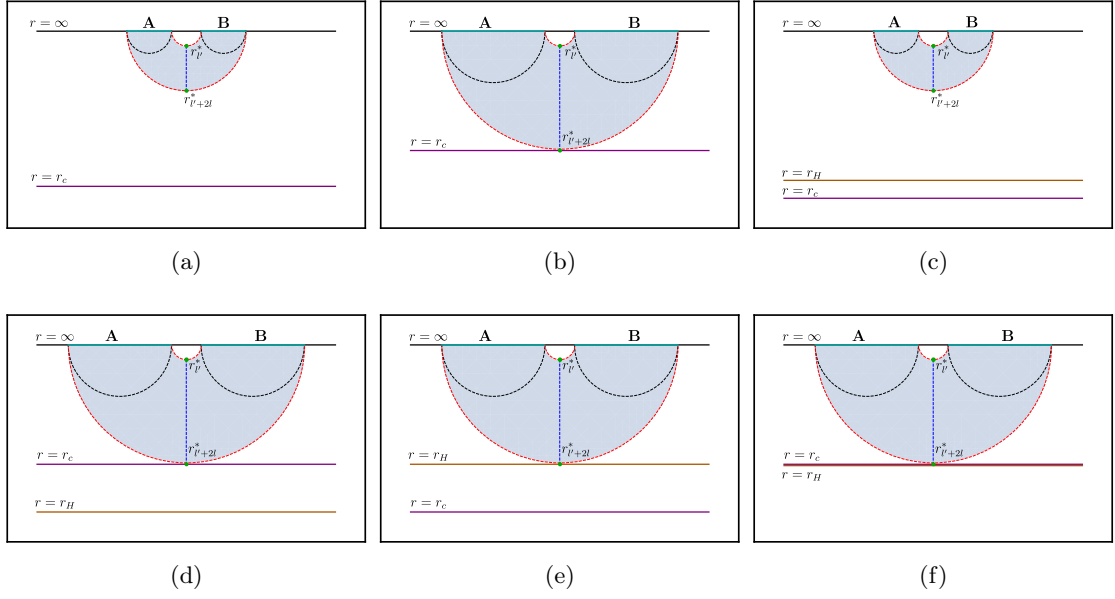 r = ∞ A B
r*_{l'}
r*_{l'+2l}
r = r_c
(a)
r = ∞ A B
r*_{l'}
r*_{l'+2l}
r = r_c
(b)
r = ∞ A B
r*_{l'}
r*_{l'+2l}
r = r_H
r = r_c
(c)
r = ∞ A B
r*_{l'}
r*_{l'+2l}
r = r_c
r = r_H
(d)
r = ∞ A B
r*_{l'}
r*_{l'+2l}
r = r_H
r = r_c
(e)
r = ∞ A B
r*_{l'}
r*_{l'+2l}
r = r_c
r = r_H
(f)